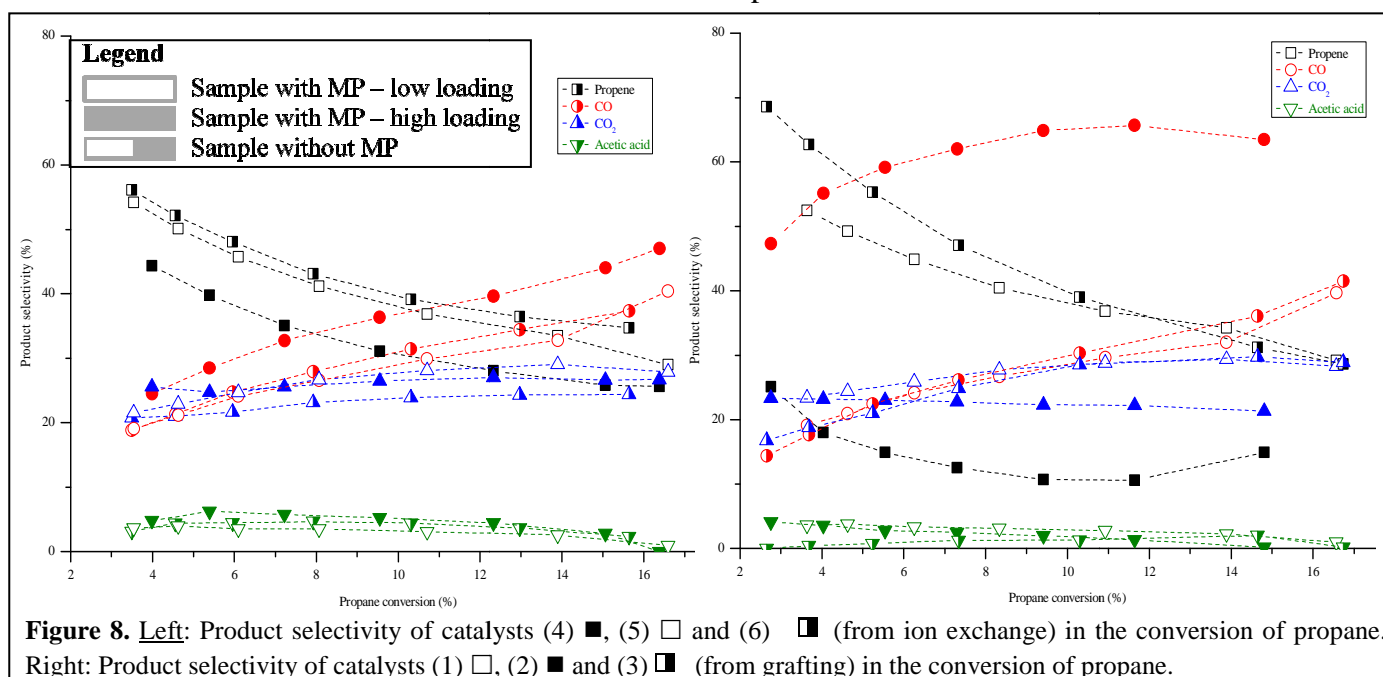 Legend
Sample with MP – low loading
Sample with MP – high loading
Sample without MP
Propene
CO
CO2
Acetic acid
80
60
40
20
0
Product selectivity (%)
2 4 6 8 10 12 14 16
Propane conversion (%)
Propene
CO
CO2
Acetic acid
80
60
40
20
0
Product selectivity (%)
2 4 6 8 10 12 14 16
Propane conversion (%)
Figure 8. Left: Product selectivity of catalysts (4) ■, (5) □ and (6) ◨ (from ion exchange) in the conversion of propane.
Right: Product selectivity of catalysts (1) □, (2) ■ and (3) ◨ (from grafting) in the conversion of propane.